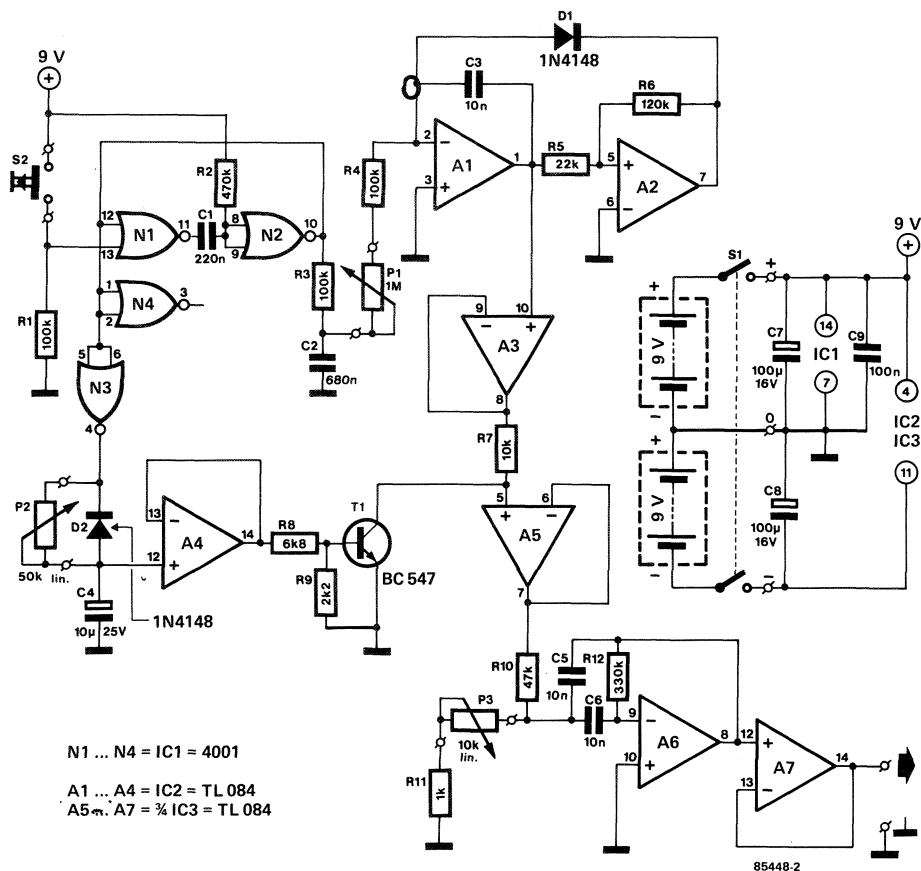 9 V
+
S2
R1
100k
12
13
N1
11
C1
220n
R2
470k
8
9
N2
10
1
2
N4
3
5
6
N3
4
R3
100k
C2
680n
P1
1M
R4
100k
D1
1N4148
C3
10n
2
−
3
+
A1
1
R5
22k
R6
120k
5
+
6
−
A2
7
9
−
10
+
A3
8
R7
10k
5
+
6
−
A5
7
P2
50k
lin.
D2
C4
10µ
25V
1N4148
13
−
12
+
A4
14
R8
6k8
R9
2k2
T1
BC 547
R10
47k
P3
10k
lin.
R11
1k
C5
10n
C6
10n
R12
330k
9
−
10
+
A6
8
12
+
13
−
A7
14
9 V
+
S1
+
+
9 V
−
0
+
9 V
−
−
C7
100µ
16V
14
IC1
7
C9
100n
4
IC2
IC3
11
C8
100µ
16V
N1 ... N4 = IC1 = 4001
A1 ... A4 = IC2 = TL 084
A5 ... A7 = ¾ IC3 = TL 084
85448-2